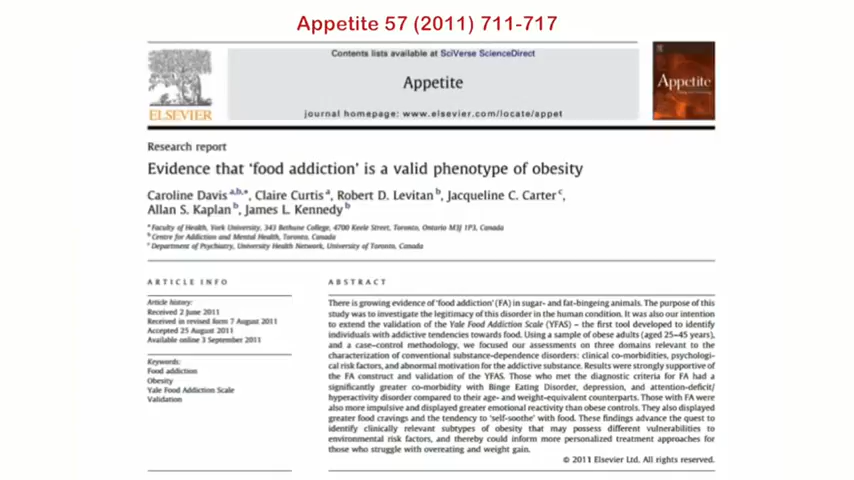 Appetite 57 (2011) 711-717
Contents lists available at SciVerse ScienceDirect
Appetite
journal homepage: www.elsevier.com/locate/appet
ELSEVIER
Appetite
Research report
Evidence that ‘food addiction’ is a valid phenotype of obesity
Caroline Davis a,b,*, Claire Curtis a, Robert D. Levitan b, Jacqueline C. Carter c,
Allan S. Kaplan b, James L. Kennedy b
a Faculty of Health, York University, 343 Bethune College, 4700 Keele Street, Toronto, Ontario M3J 1P3, Canada
b Centre for Addiction and Mental Health, Toronto, Canada
c Department of Psychiatry, University Health Network, University of Toronto, Canada
ARTICLE INFO
Article history:
Received 2 June 2011
Received in revised form 7 August 2011
Accepted 25 August 2011
Available online 3 September 2011
Keywords:
Food addiction
Obesity
Yale Food Addiction Scale
Validation
ABSTRACT
There is growing evidence of ‘food addiction’ (FA) in sugar- and fat-bingeing animals. The purpose of this
study was to investigate the legitimacy of this disorder in the human condition. It was also our intention
to extend the validation of the Yale Food Addiction Scale (YFAS) – the first tool developed to identify
individuals with addictive tendencies towards food. Using a sample of obese adults (aged 25–45 years),
and a case–control methodology, we focused our assessments on three domains relevant to the
characterization of conventional substance-dependence disorders: clinical co-morbidities, psychologi-
cal risk factors, and abnormal motivation for the addictive substance. Results were strongly supportive of
the FA construct and validation of the YFAS. Those who met the diagnostic criteria for FA had a
significantly greater co-morbidity with Binge Eating Disorder, depression, and attention-deficit/
hyperactivity disorder compared to their age- and weight-equivalent counterparts. Those with FA were
also more impulsive and displayed greater emotional reactivity than obese controls. They also displayed
greater food cravings and the tendency to ‘self-soothe’ with food. These findings advance the quest to
identify clinically relevant subtypes of obesity that may possess different vulnerabilities to
environmental risk factors, and thereby could inform more personalized treatment approaches for
those who struggle with overeating and weight gain.
© 2011 Elsevier Ltd. All rights reserved.